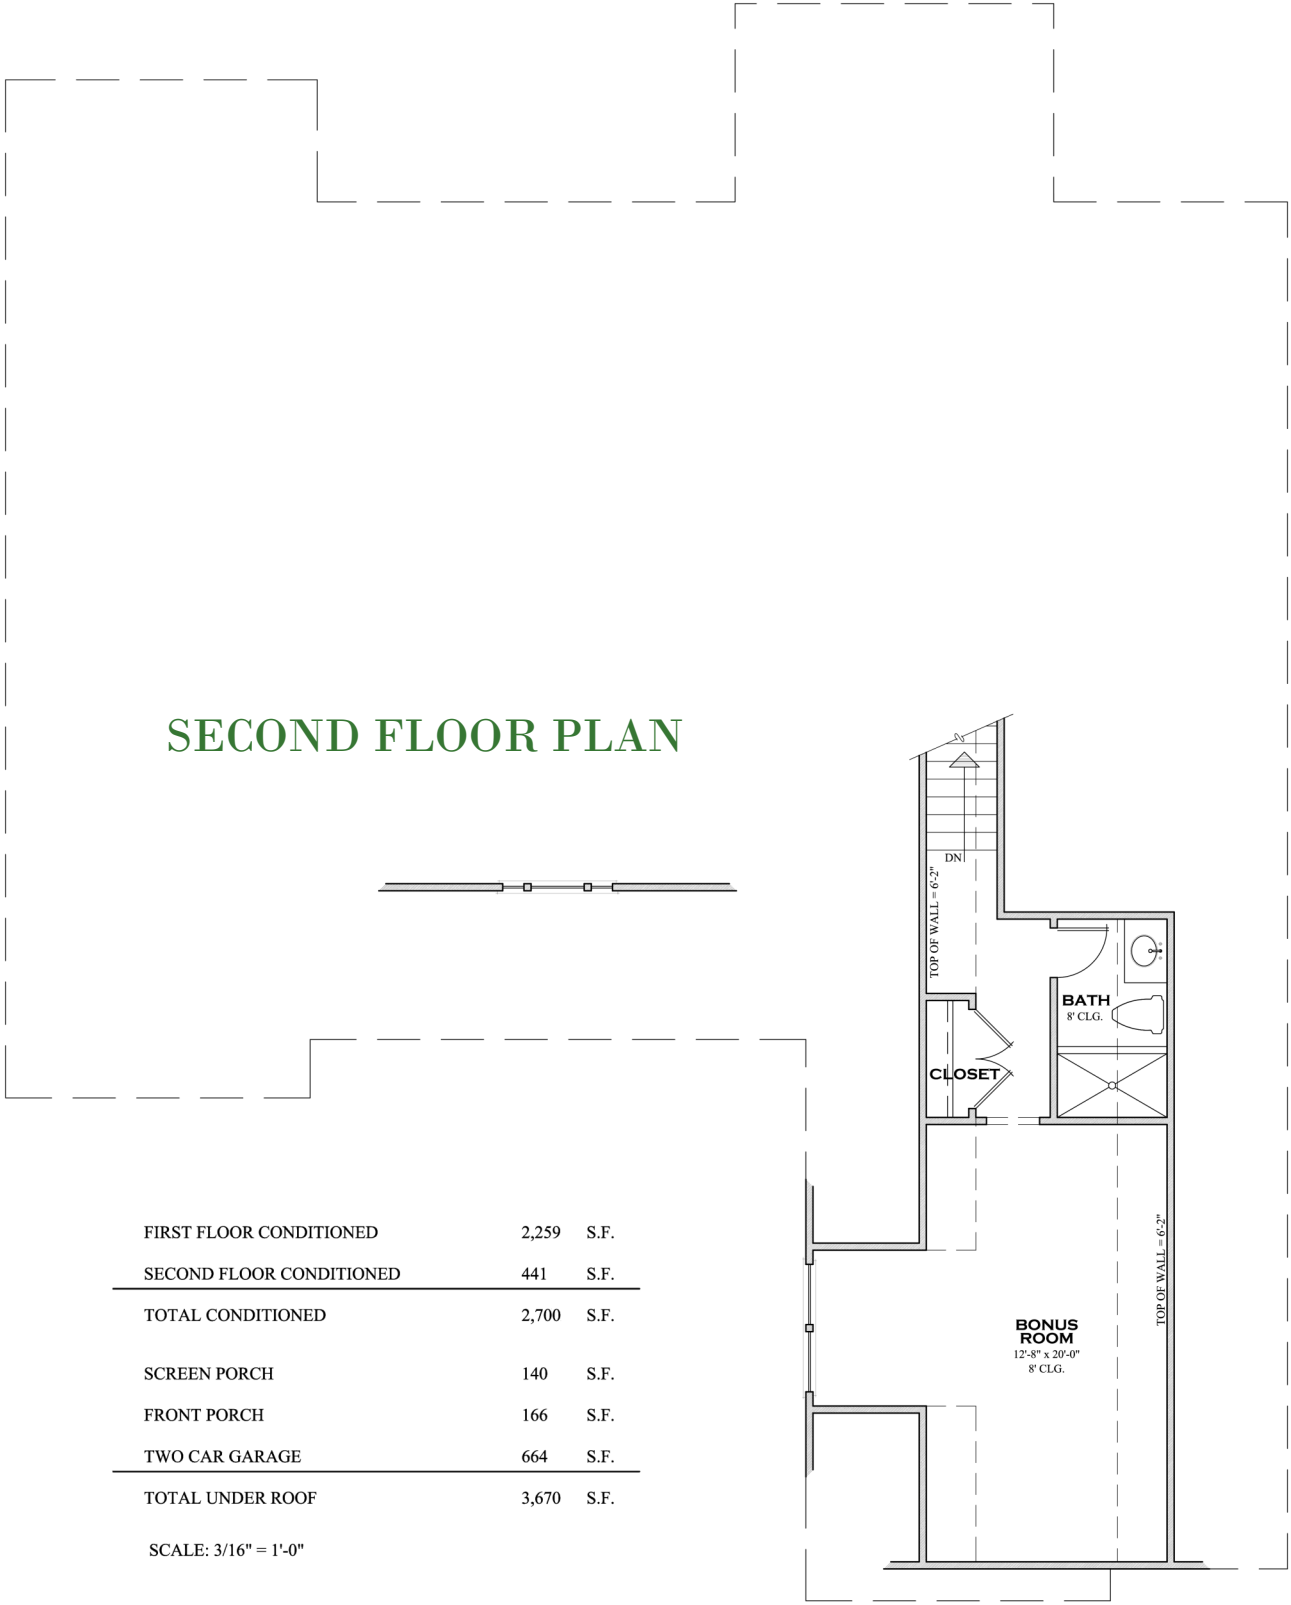 SECOND FLOOR PLAN
DN
TOP OF WALL = 6'-2"
BATH
8' CLG.
CLOSET
TOP OF WALL = 6'-2"
BONUS
ROOM
12'-8" x 20'-0"
8' CLG.
FIRST FLOOR CONDITIONED 2,259 S.F.
SECOND FLOOR CONDITIONED 441 S.F.
TOTAL CONDITIONED 2,700 S.F.
SCREEN PORCH 140 S.F.
FRONT PORCH 166 S.F.
TWO CAR GARAGE 664 S.F.
TOTAL UNDER ROOF 3,670 S.F.
SCALE: 3/16" = 1'-0"